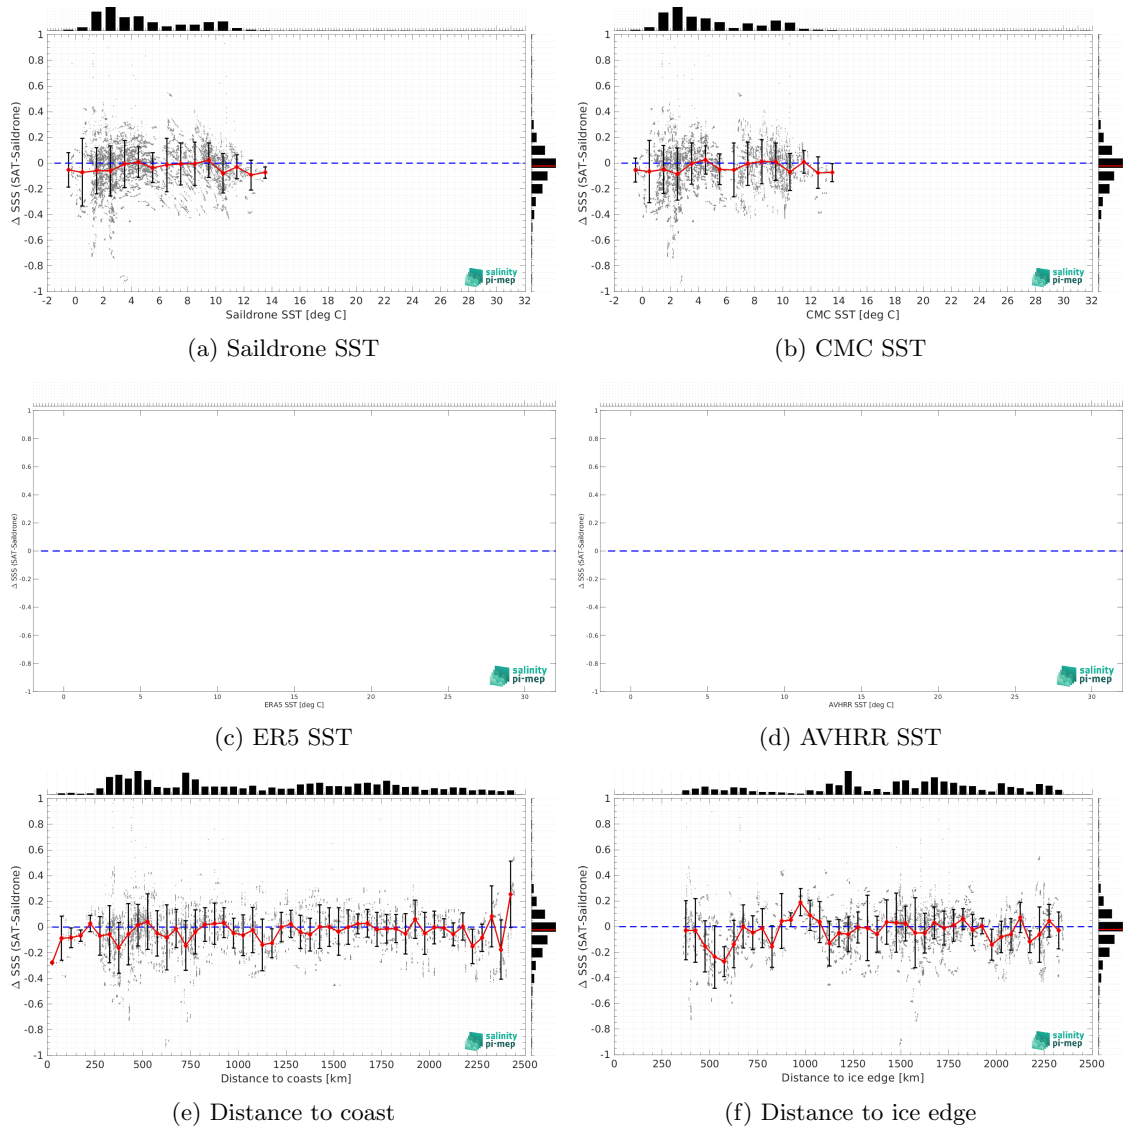 1
0.8
0.6
0.4
0.2
0
-0.2
-0.4
-0.6
-0.8
-1
Δ SSS (SAT-Saildrone)
-2 0 2 4 6 8 10 12 14 16 18 20 22 24 26 28 30 32
Saildrone SST [deg C]
salinity
pi-mep
(a) Saildrone SST
1
0.8
0.6
0.4
0.2
0
-0.2
-0.4
-0.6
-0.8
-1
Δ SSS (SAT-Saildrone)
-2 0 2 4 6 8 10 12 14 16 18 20 22 24 26 28 30 32
CMC SST [deg C]
salinity
pi-mep
(b) CMC SST
1
0.8
0.6
0.4
0.2
0
-0.2
-0.4
-0.6
-0.8
-1
Δ SSS (SAT-Saildrone)
0 5 10 15 20 25 30
ERA5 SST [deg C]
salinity
pi-mep
(c) ER5 SST
1
0.8
0.6
0.4
0.2
0
-0.2
-0.4
-0.6
-0.8
-1
Δ SSS (SAT-Saildrone)
0 5 10 15 20 25 30
AVHRR SST [deg C]
salinity
pi-mep
(d) AVHRR SST
1
0.8
0.6
0.4
0.2
0
-0.2
-0.4
-0.6
-0.8
-1
Δ SSS (SAT-Saildrone)
0 250 500 750 1000 1250 1500 1750 2000 2250 2500
Distance to coasts [km]
salinity
pi-mep
(e) Distance to coast
1
0.8
0.6
0.4
0.2
0
-0.2
-0.4
-0.6
-0.8
-1
Δ SSS (SAT-Saildrone)
0 250 500 750 1000 1250 1500 1750 2000 2250 2500
Distance to ice edge [km]
salinity
pi-mep
(f) Distance to ice edge